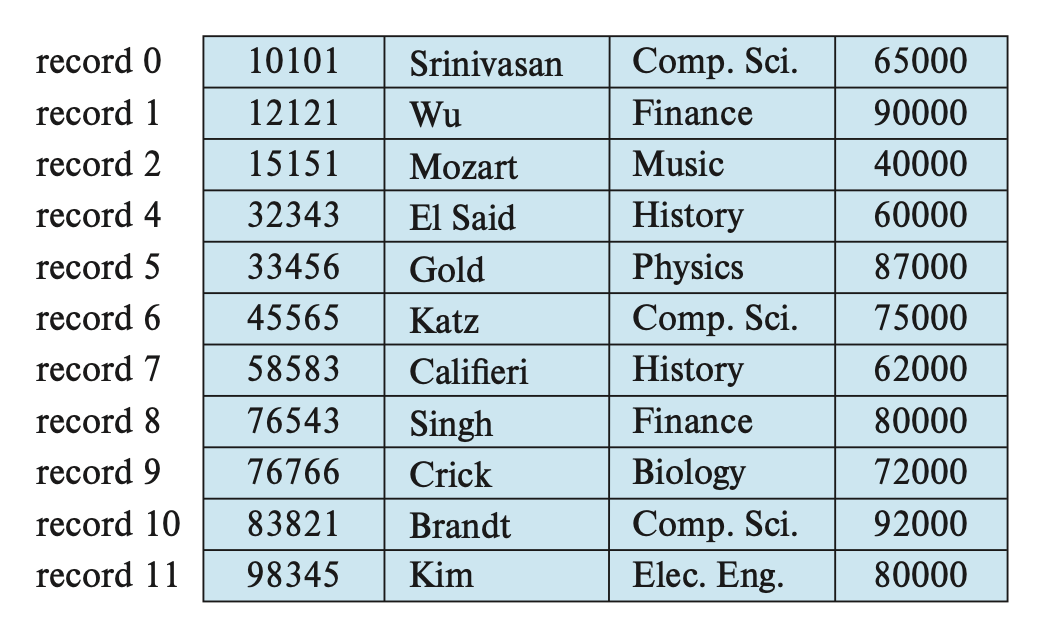 record 0 10101 Srinivasan Comp. Sci. 65000
record 1 12121 Wu Finance 90000
record 2 15151 Mozart Music 40000
record 4 32343 El Said History 60000
record 5 33456 Gold Physics 87000
record 6 45565 Katz Comp. Sci. 75000
record 7 58583 Califieri History 62000
record 8 76543 Singh Finance 80000
record 9 76766 Crick Biology 72000
record 10 83821 Brandt Comp. Sci. 92000
record 11 98345 Kim Elec. Eng. 80000